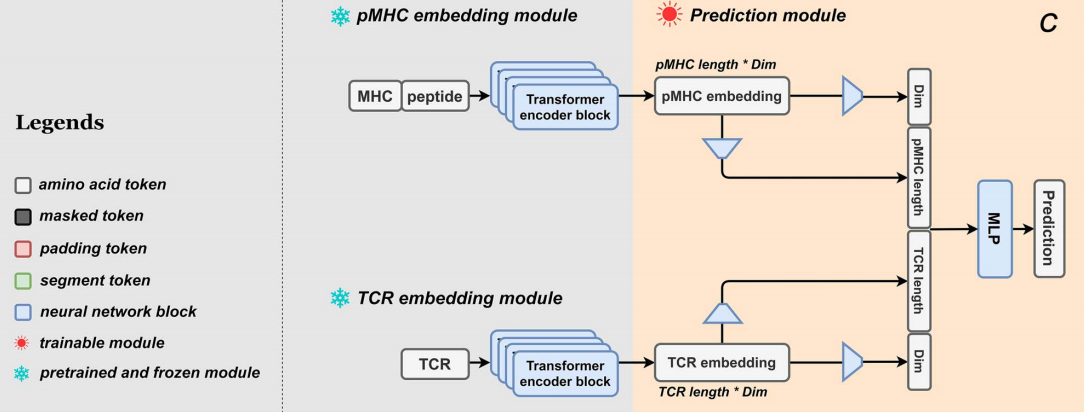 pMHC embedding module
Prediction module
C
pMHC length * Dim
MHC
peptide
Transformer
encoder block
pMHC embedding
Dim
pMHC length
Legends
amino acid token
masked token
padding token
segment token
neural network block
trainable module
pretrained and frozen module
MLP
Prediction
TCR length
TCR embedding module
TCR
Transformer
encoder block
TCR embedding
Dim
TCR length * Dim